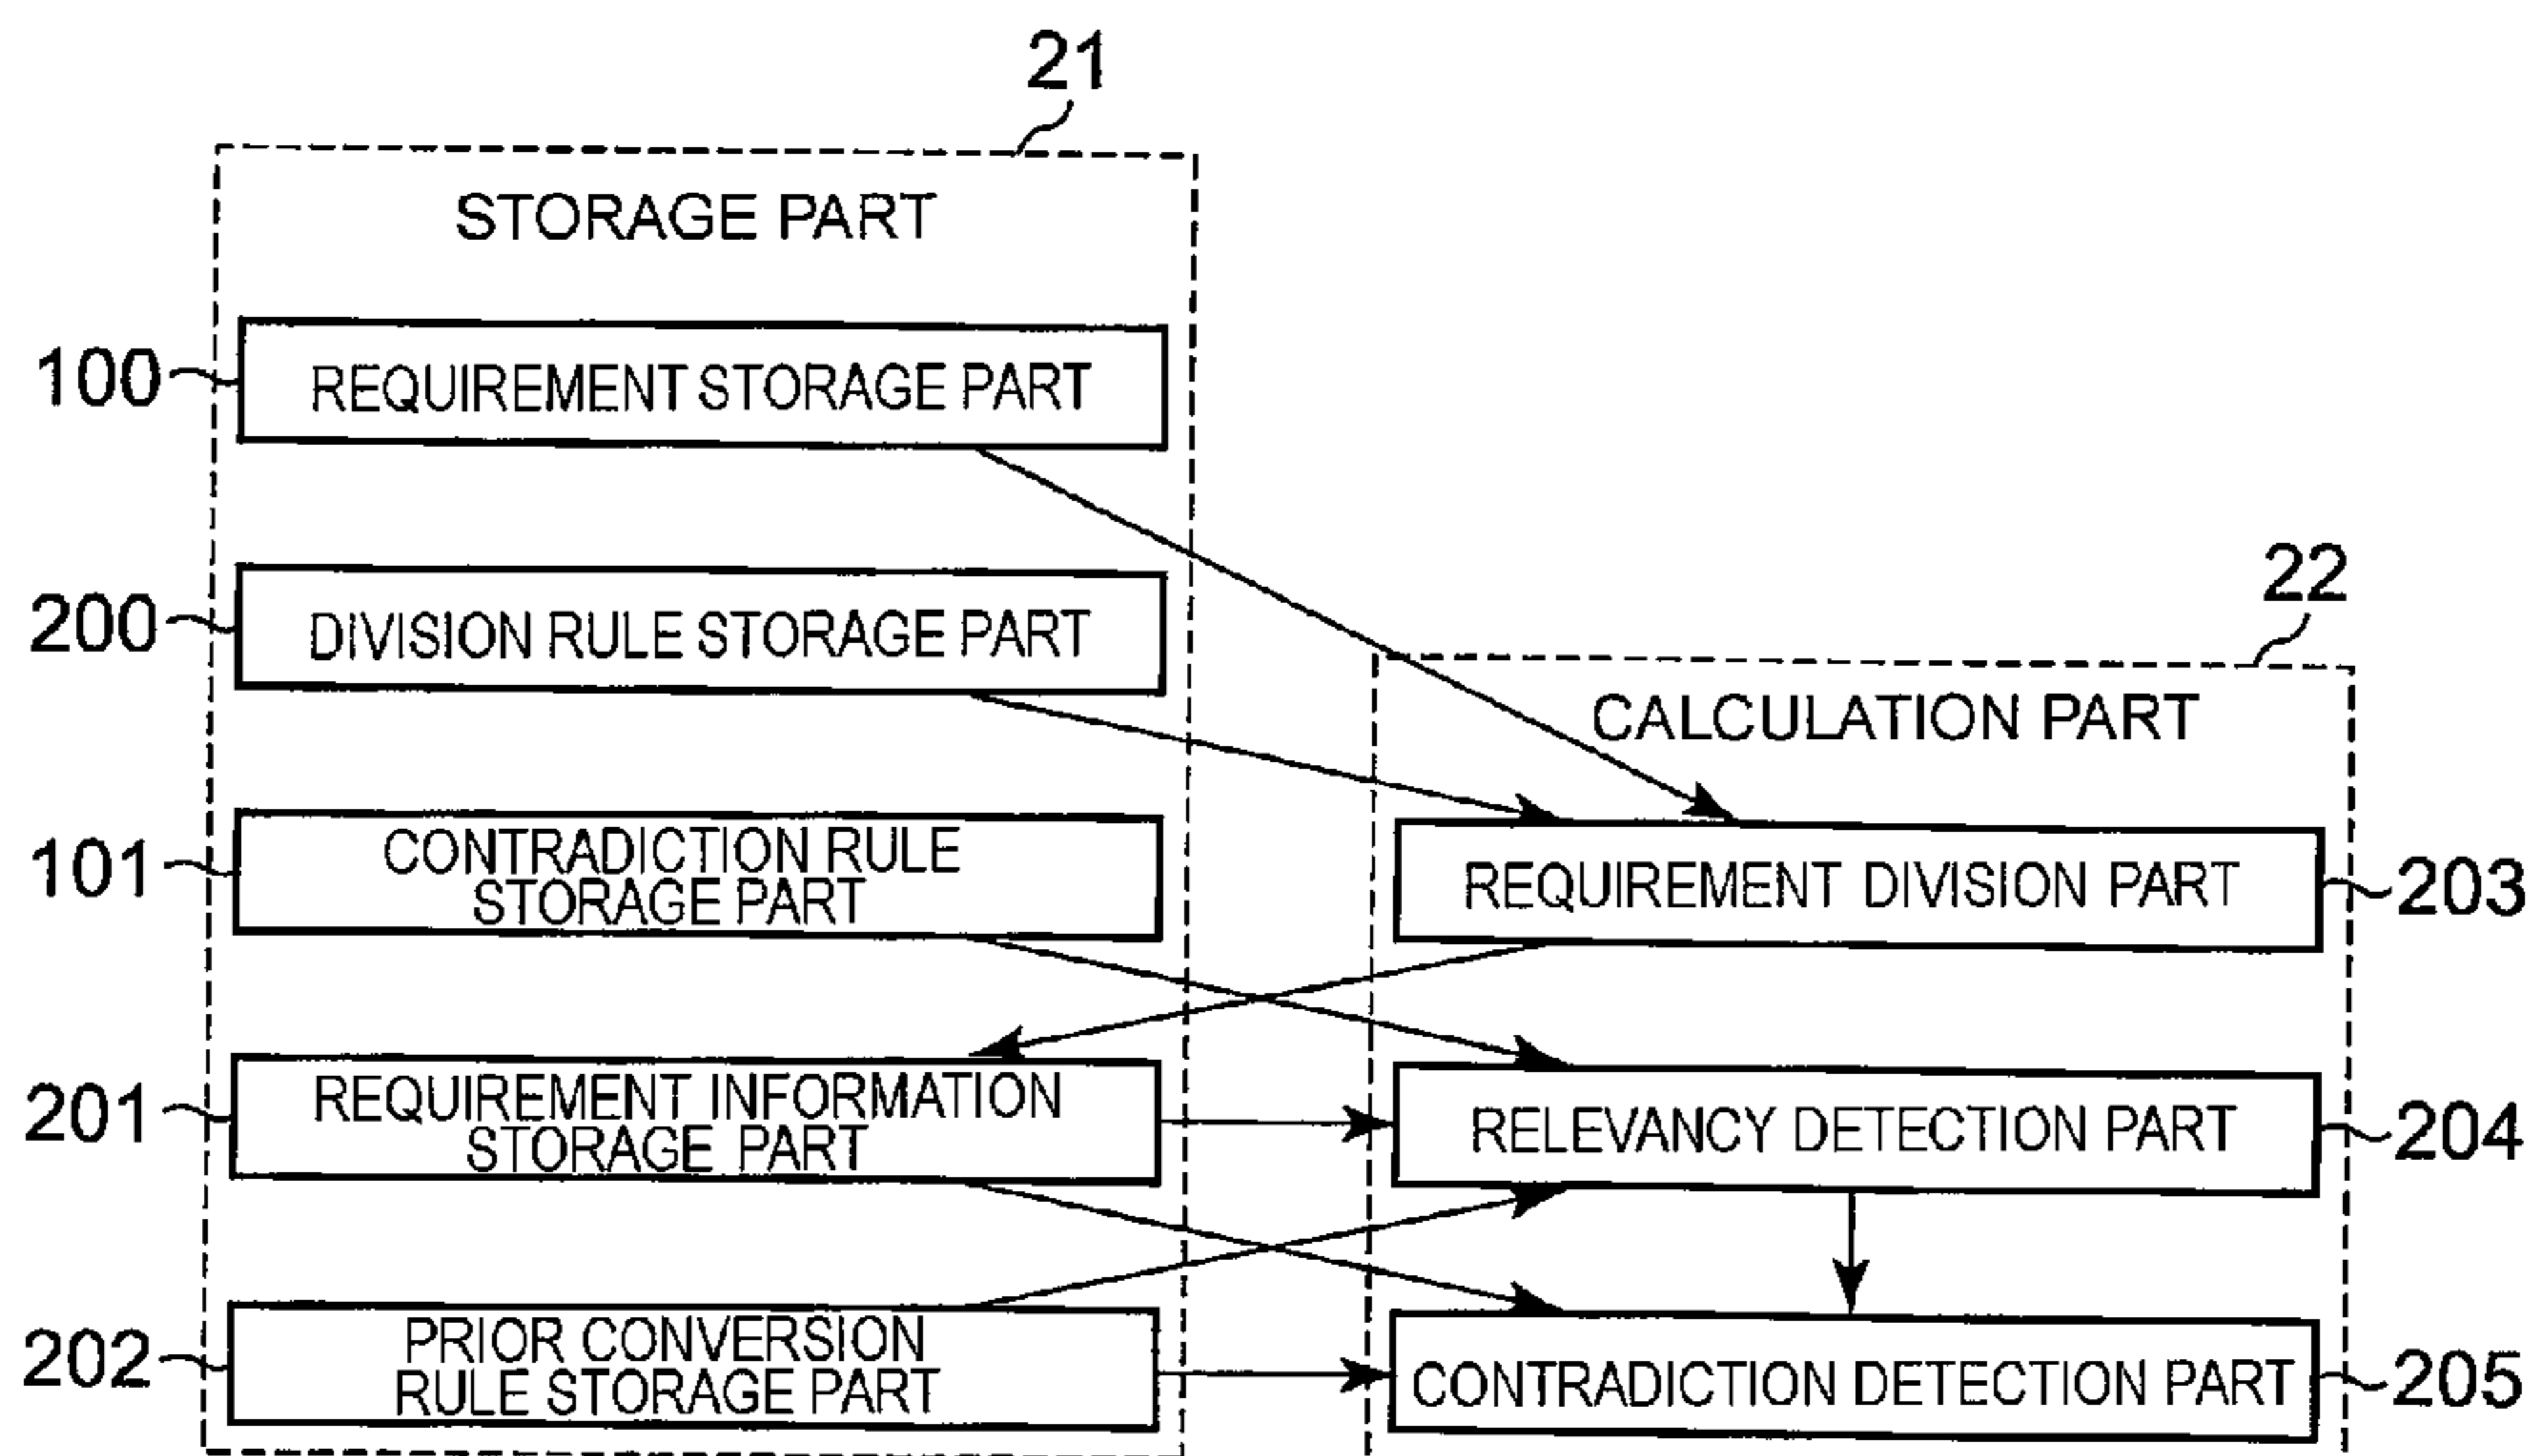 21
STORAGE PART
100
REQUIREMENT STORAGE PART
200
DIVISION RULE STORAGE PART
22
CALCULATION PART
101
CONTRADICTION RULE
STORAGE PART
REQUIREMENT DIVISION PART
203
201
REQUIREMENT INFORMATION
STORAGE PART
RELEVANCY DETECTION PART
204
202
PRIOR CONVERSION
RULE STORAGE PART
CONTRADICTION DETECTION PART
205